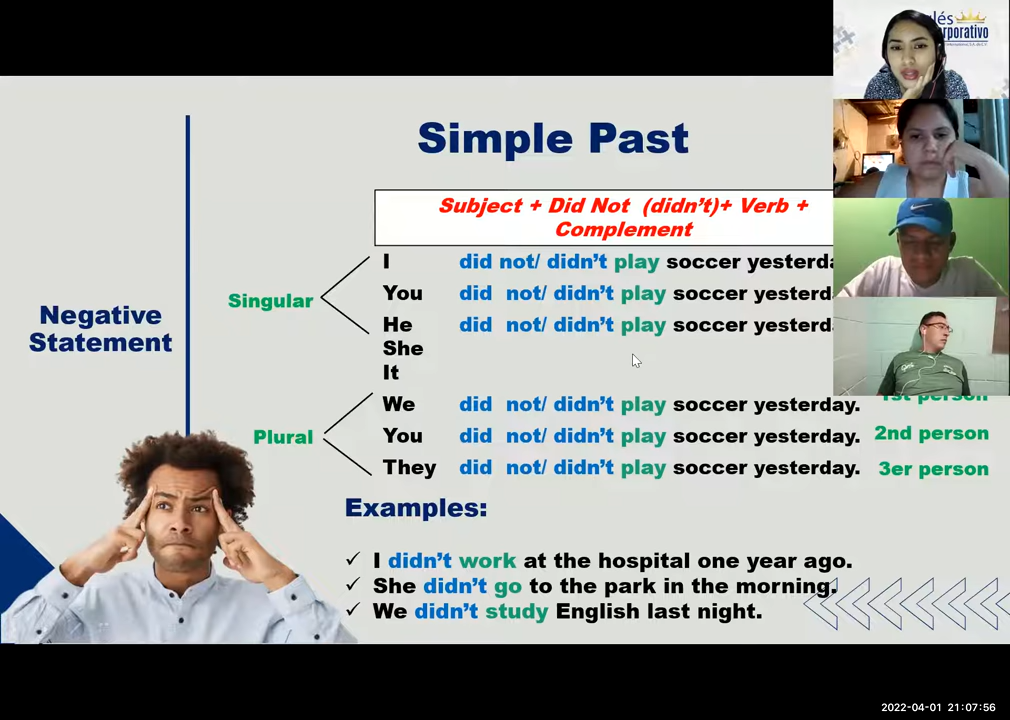 Simple Past
Subject + Did Not (didn't)+ Verb +
Complement
I did not/ didn't play soccer
Singular
You did not/ didn't play soccer
He did not/ didn't play soccer
She
It
Negative
Statement
We did not/ didn't play soccer yesterday.
1st person
Plural
You did not/ didn't play soccer yesterday.
2nd person
They did not/ didn't play soccer yesterday.
3er person
Examples:
✓ I didn't work at the hospital one year ago.
✓ She didn't go to the park in the morning.
✓ We didn't study English last night.
2022-04-01 21:07:56